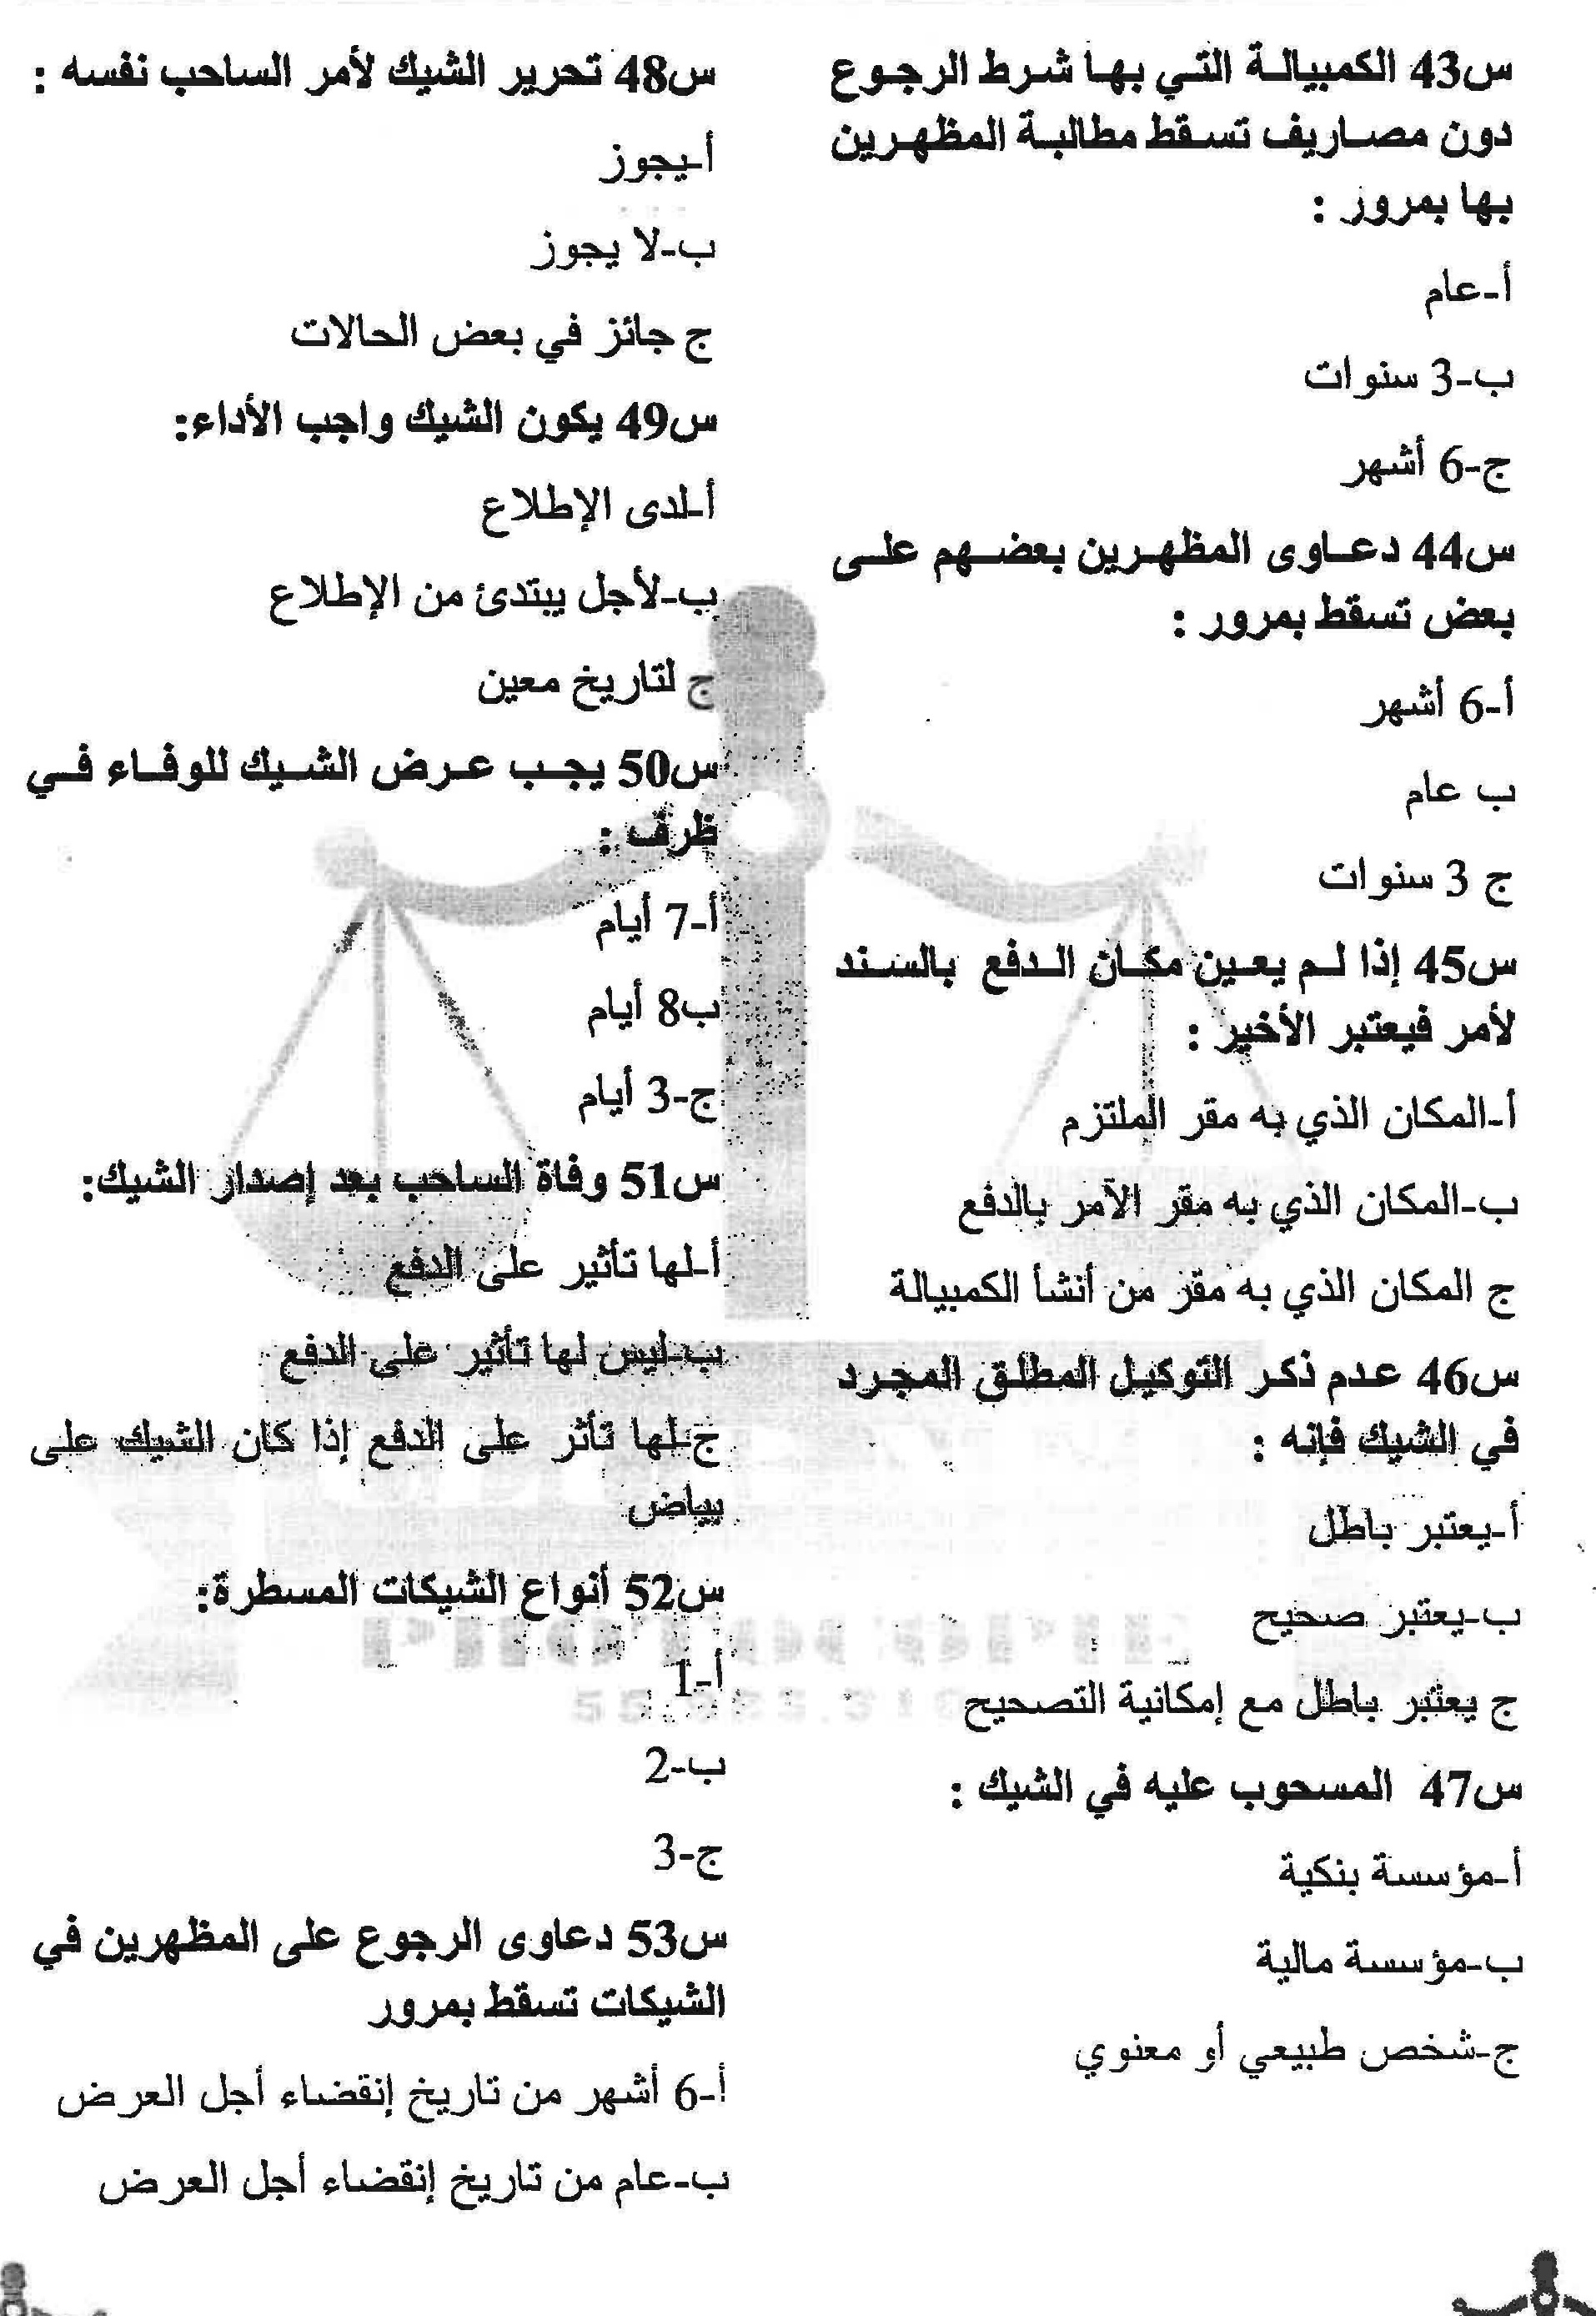 س43 الكمبيالة التي بها شرط الرجوع
دون مصاريف تسقط مطالبة المظهرين
بها بمرور :
أ-عام
ب-3 سنوات
ج-6 أشهر
س44 دعاوى المظهرين بعضهم على
بعض تسقط بمرور :
أ-6 أشهر
ب عام
ج 3 سنوات
س45 إذا لم يعين مكان الدفع بالسند
لأمر فيعتبر الأخير :
أ-المكان الذي به مقر الملتزم
ب-المكان الذي به مقر الآمر بالدفع
ج المكان الذي به مقر من أنشأ الكمبيالة
س46 عدم ذكر التوكيل المطلق المجرد
في الشيك فإنه :
أ-يعتبر باطل
ب-يعتبر صحيح
ج يعتبر باطل مع إمكانية التصحيح
س47 المسحوب عليه في الشيك :
أ-مؤسسة بنكية
ب-مؤسسة مالية
ج-شخص طبيعي أو معنوي
س48 تحرير الشيك لأمر الساحب نفسه :
أ-يجوز
ب-لا يجوز
ج جائز في بعض الحالات
س49 يكون الشيك واجب الأداء:
أ-لدى الإطلاع
ب-لأجل يبتدئ من الإطلاع
ج لتاريخ معين
س50 يجب عرض الشيك للوفاء في
ظرف :
أ-7 أيام
ب8 أيام
ج-3 أيام
س51 وفاة الساحب بعد إصدار الشيك:
أ-لها تأثير على الدفع
ب-ليس لها تأثير على الدفع
ج-لها تأثر على الدفع إذا كان الشيك على
بياض
س52 أنواع الشيكات المسطرة:
أ-1
ب-2
ج-3
س53 دعاوى الرجوع على المظهرين في
الشيكات تسقط بمرور
أ-6 أشهر من تاريخ إنقضاء أجل العرض
ب-عام من تاريخ إنقضاء أجل العرض